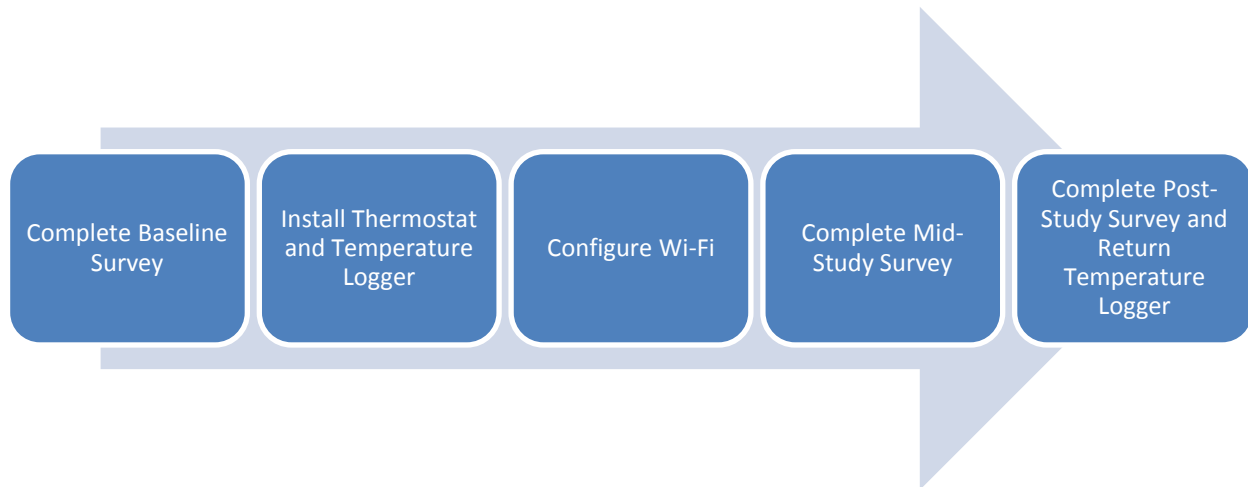 Complete Baseline
Survey
Install Thermostat
and Temperature
Logger
Configure Wi-Fi
Complete Mid-
Study Survey
Complete Post-
Study Survey and
Return
Temperature
Logger